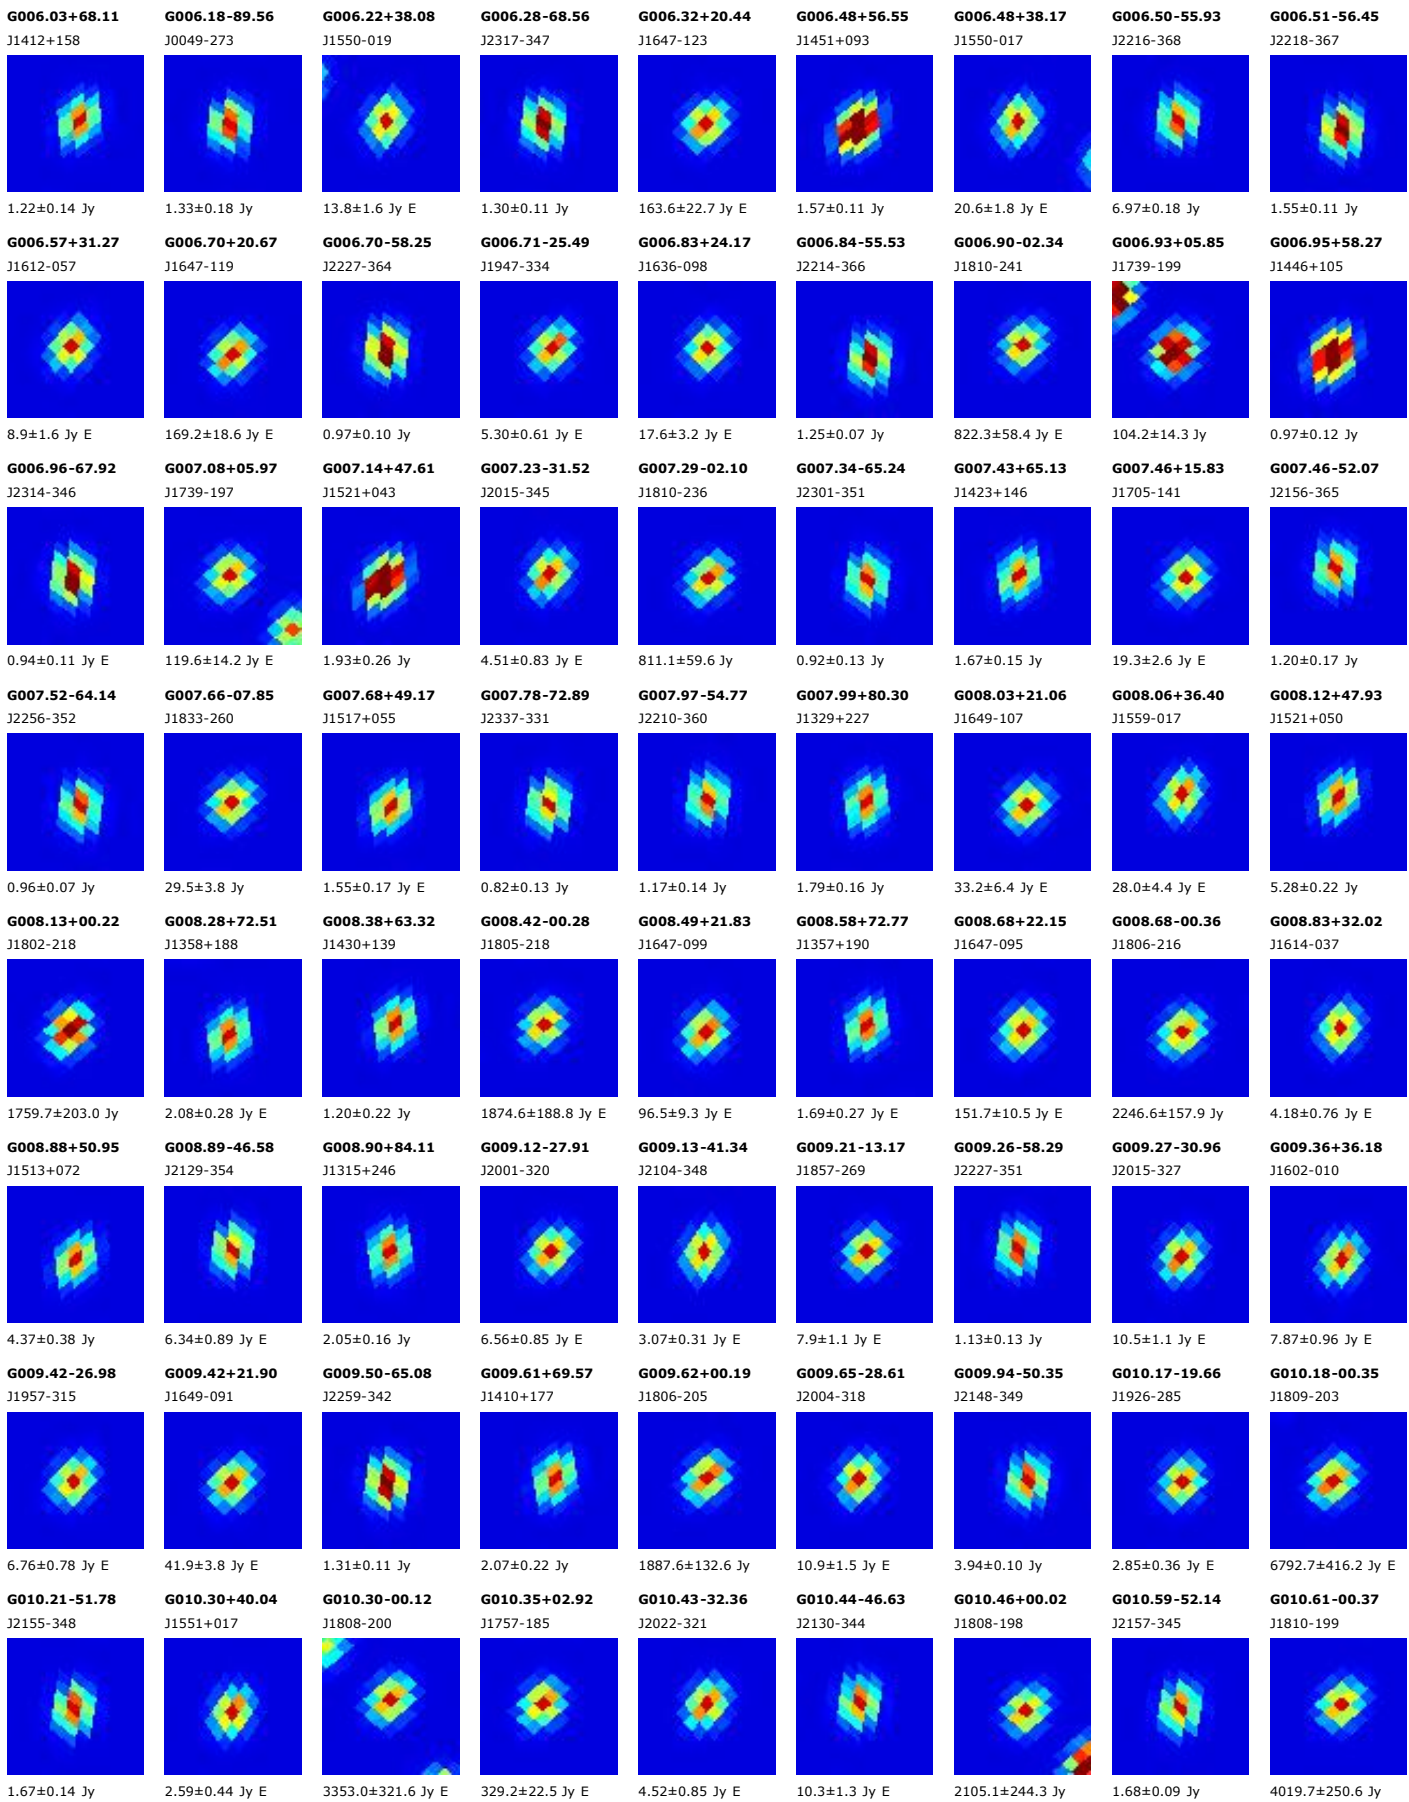 G006.03+68.11 G006.18-89.56 G006.22+38.08 G006.28-68.56 G006.32+20.44 G006.48+56.55 G006.48+38.17 G006.50-55.93 G006.51-56.45
J1412+158 J0049-273 J1550-019 J2317-347 J1647-123 J1451+093 J1550-017 J2216-368 J2218-367
1.22±0.14 Jy 1.33±0.18 Jy 13.8±1.6 Jy E 1.30±0.11 Jy 163.6±22.7 Jy E 1.57±0.11 Jy 20.6±1.8 Jy E 6.97±0.18 Jy 1.55±0.11 Jy
G006.57+31.27 G006.70+20.67 G006.70-58.25 G006.71-25.49 G006.83+24.17 G006.84-55.53 G006.90-02.34 G006.93+05.85 G006.95+58.27
J1612-057 J1647-119 J2227-364 J1947-334 J1636-098 J2214-366 J1810-241 J1739-199 J1446+105
8.9±1.6 Jy E 169.2±18.6 Jy E 0.97±0.10 Jy 5.30±0.61 Jy E 17.6±3.2 Jy E 1.25±0.07 Jy 822.3±58.4 Jy E 104.2±14.3 Jy 0.97±0.12 Jy
G006.96-67.92 G007.08+05.97 G007.14+47.61 G007.23-31.52 G007.29-02.10 G007.34-65.24 G007.43+65.13 G007.46+15.83 G007.46-52.07
J2314-346 J1739-197 J1521+043 J2015-345 J1810-236 J2301-351 J1423+146 J1705-141 J2156-365
0.94±0.11 Jy E 119.6±14.2 Jy E 1.93±0.26 Jy 4.51±0.83 Jy E 811.1±59.6 Jy 0.92±0.13 Jy 1.67±0.15 Jy 19.3±2.6 Jy E 1.20±0.17 Jy
G007.52-64.14 G007.66-07.85 G007.68+49.17 G007.78-72.89 G007.97-54.77 G007.99+80.30 G008.03+21.06 G008.06+36.40 G008.12+47.93
J2256-352 J1833-260 J1517+055 J2337-331 J2210-360 J1329+227 J1649-107 J1559-017 J1521+050
0.96±0.07 Jy 29.5±3.8 Jy 1.55±0.17 Jy E 0.82±0.13 Jy 1.17±0.14 Jy 1.79±0.16 Jy 33.2±6.4 Jy E 28.0±4.4 Jy E 5.28±0.22 Jy
G008.13+00.22 G008.28+72.51 G008.38+63.32 G008.42-00.28 G008.49+21.83 G008.58+72.77 G008.68+22.15 G008.68-00.36 G008.83+32.02
J1802-218 J1358+188 J1430+139 J1805-218 J1647-099 J1357+190 J1647-095 J1806-216 J1614-037
1759.7±203.0 Jy 2.08±0.28 Jy E 1.20±0.22 Jy 1874.6±188.8 Jy E 96.5±9.3 Jy E 1.69±0.27 Jy E 151.7±10.5 Jy E 2246.6±157.9 Jy 4.18±0.76 Jy E
G008.88+50.95 G008.89-46.58 G008.90+84.11 G009.12-27.91 G009.13-41.34 G009.21-13.17 G009.26-58.29 G009.27-30.96 G009.36+36.18
J1513+072 J2129-354 J1315+246 J2001-320 J2104-348 J1857-269 J2227-351 J2015-327 J1602-010
4.37±0.38 Jy 6.34±0.89 Jy E 2.05±0.16 Jy 6.56±0.85 Jy E 3.07±0.31 Jy E 7.9±1.1 Jy E 1.13±0.13 Jy 10.5±1.1 Jy E 7.87±0.96 Jy E
G009.42-26.98 G009.42+21.90 G009.50-65.08 G009.61+69.57 G009.62+00.19 G009.65-28.61 G009.94-50.35 G010.17-19.66 G010.18-00.35
J1957-315 J1649-091 J2259-342 J1410+177 J1806-205 J2004-318 J2148-349 J1926-285 J1809-203
6.76±0.78 Jy E 41.9±3.8 Jy E 1.31±0.11 Jy 2.07±0.22 Jy 1887.6±132.6 Jy 10.9±1.5 Jy E 3.94±0.10 Jy 2.85±0.36 Jy E 6792.7±416.2 Jy E
G010.21-51.78 G010.30+40.04 G010.30-00.12 G010.35+02.92 G010.43-32.36 G010.44-46.63 G010.46+00.02 G010.59-52.14 G010.61-00.37
J2155-348 J1551+017 J1808-200 J1757-185 J2022-321 J2130-344 J1808-198 J2157-345 J1810-199
1.67±0.14 Jy 2.59±0.44 Jy E 3353.0±321.6 Jy E 329.2±22.5 Jy E 4.52±0.85 Jy E 10.3±1.3 Jy E 2105.1±244.3 Jy 1.68±0.09 Jy 4019.7±250.6 Jy